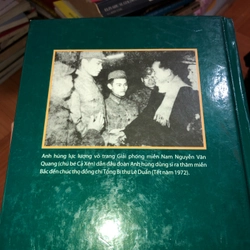 Anh hùng lực lượng vũ trang Giải phóng miền Nam Nguyễn Văn
Quang (chú bé Cà Xèn) dẫn đầu đoàn Anh hùng dũng sĩ ra thăm miền
Bắc đến chúc thọ đồng chí Tổng Bí thư Lê Duẩn (Tết năm 1972).